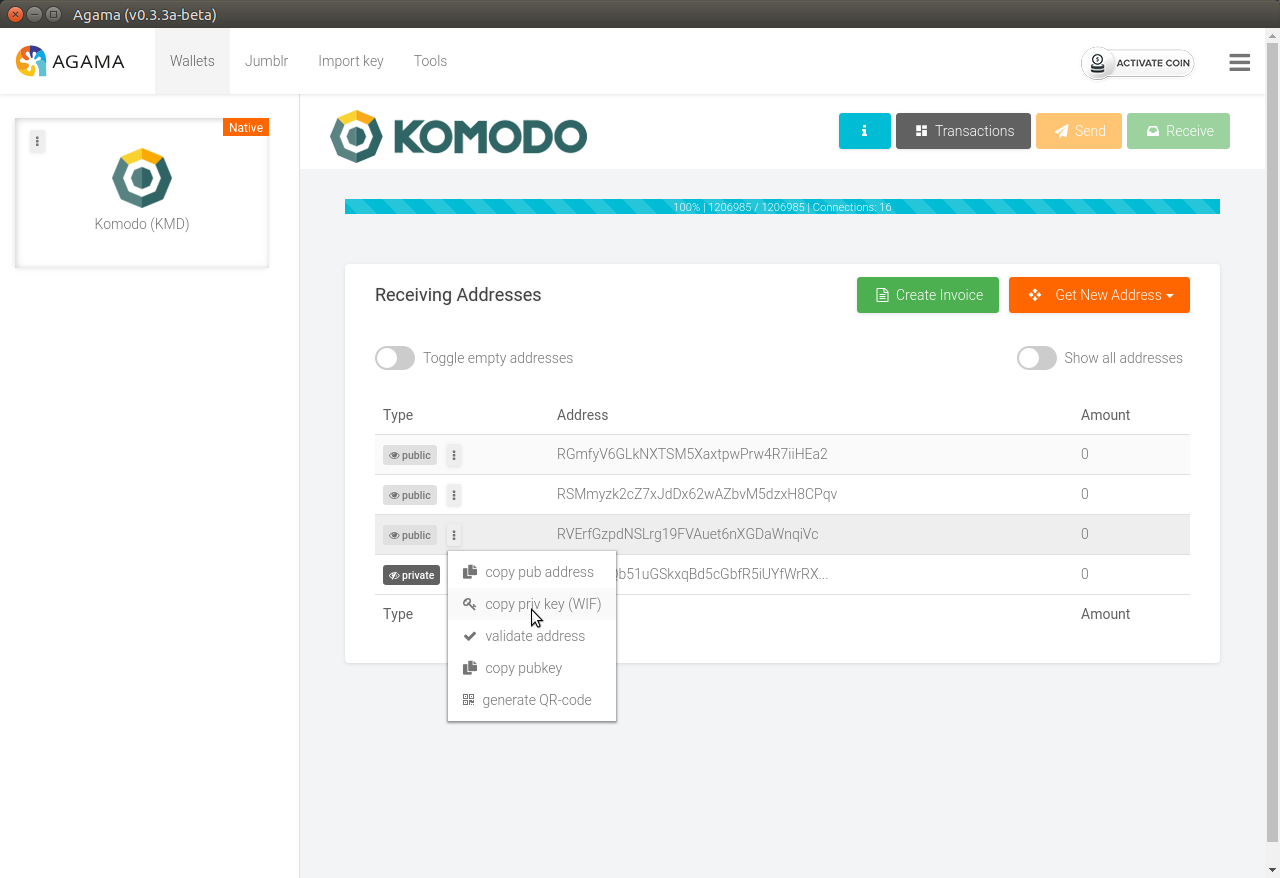 Agama (v0.3.3a-beta)
AGAMA Wallets Jumblr Import key Tools ACTIVATE COIN
Native
Komodo (KMD)
KOMODO
i Transactions Send Receive
100% | 1206985 / 1206985 | Connections: 16
Receiving Addresses Create Invoice Get New Address
Toggle empty addresses Show all addresses
Type Address Amount
public RGmfyV6GLkNXTSM5XaxtpwPrw4R7iiHEa2 0
public RSMmyzk2cZ7xJdDx62wAZbvM5dzxH8CPqv 0
public RVErfGzpdNSLrg19FVAuet6nXGDaWnqiVc 0
private b51uGSkxqBd5cGbfR5iUYfWrRX... 0
Type Amount
copy pub address
copy priv key (WIF)
validate address
copy pubkey
generate QR-code